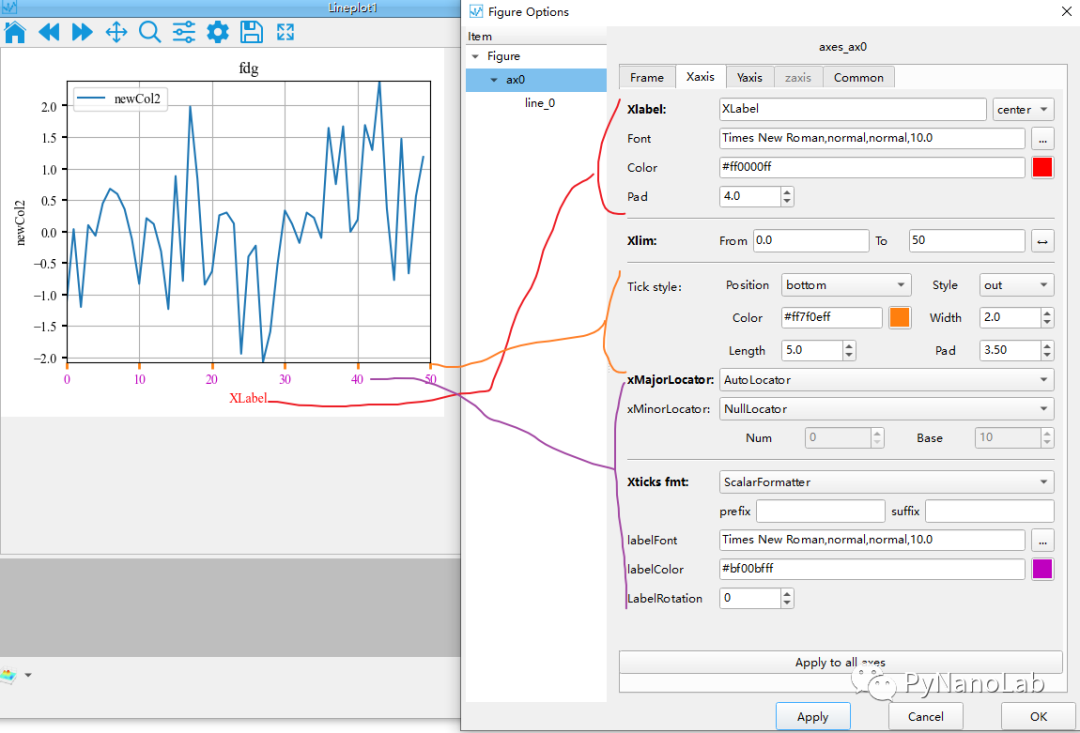 Lineplot1
fdg
newCol2
newCol2
2.0
1.5
1.0
0.5
0.0
−0.5
−1.0
−1.5
−2.0
0 10 20 30 40 50
XLabel
Figure Options
Item
Figure
ax0
line_0
axes_ax0
Frame Xaxis Yaxis zaxis Common
Xlabel: XLabel center
Font Times New Roman,normal,normal,10.0 ...
Color #ff0000ff
Pad 4.0
Xlim: From 0.0 To 50 ↔
Tick style: Position bottom Style out
Color #ff7f0eff Width 2.0
Length 5.0 Pad 3.50
xMajorLocator: AutoLocator
xMinorLocator: NullLocator
Num 0 Base 10
Xticks fmt: ScalarFormatter
prefix suffix
labelFont Times New Roman,normal,normal,10.0 ...
labelColor #bf00bfff
LabelRotation 0
Apply to all axes
PyNanoLab
Apply Cancel OK